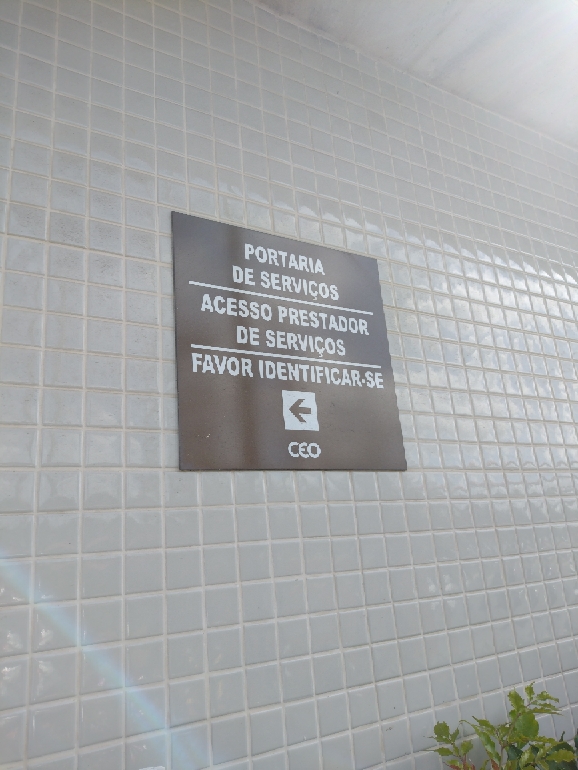 PORTARIA
DE SERVIÇOS
ACESSO PRESTADOR
DE SERVIÇOS
FAVOR IDENTIFICAR-SE
CEO